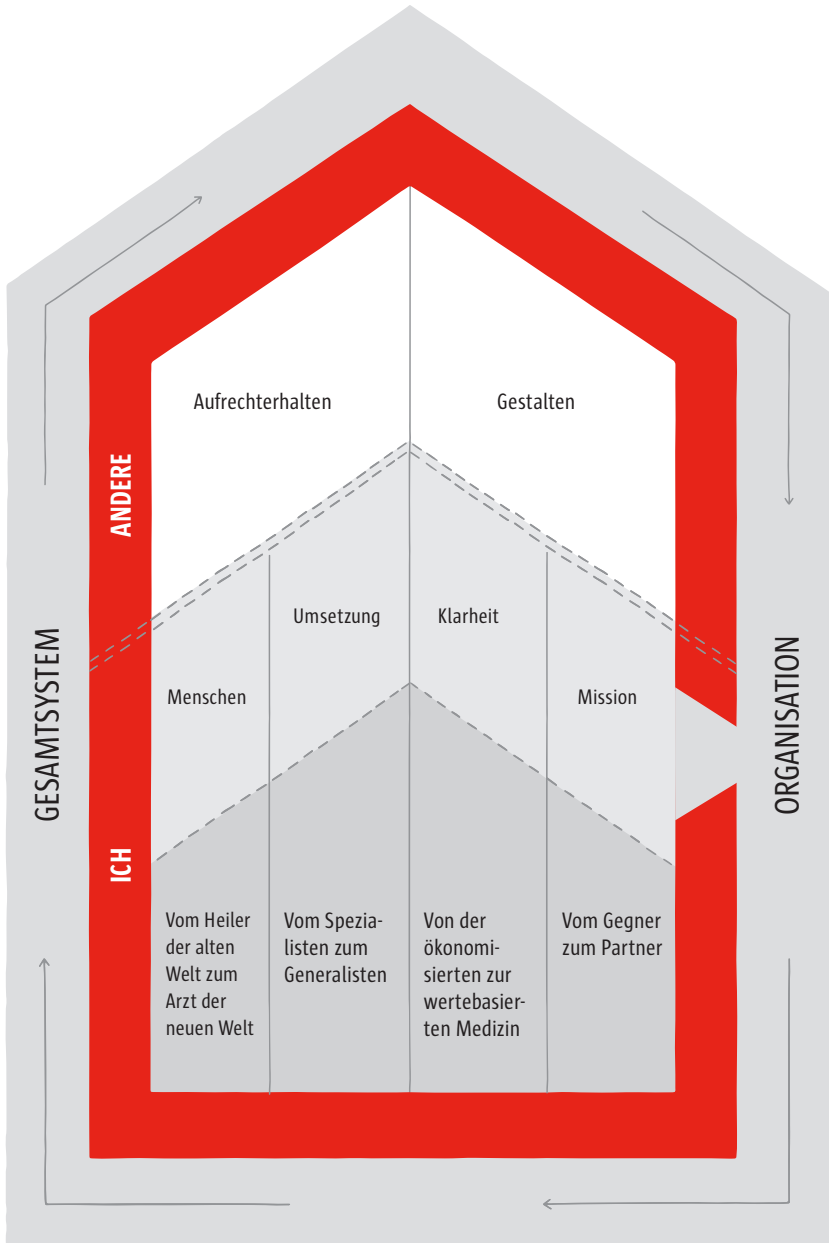 Aufrechterhalten
Gestalten
ANDERE
Umsetzung
Klarheit
Menschen
Mission
GESAMTSYSTEM
ORGANISATION
ICH
Vom Heiler
der alten
Welt zum
Arzt der
neuen Welt
Vom Spezia-
listen zum
Generalisten
Von der
ökonomi-
sierten zur
wertebasier-
ten Medizin
Vom Gegner
zum Partner